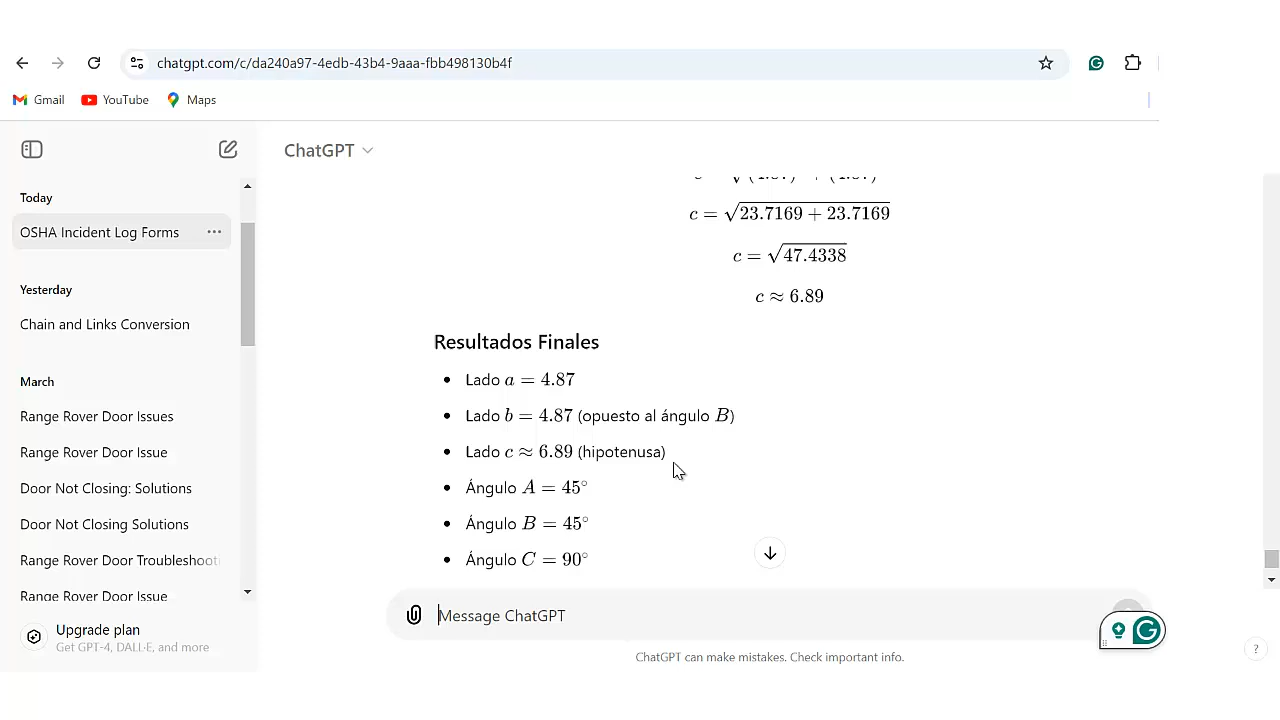 chatgpt.com/c/da240a97-4edb-43b4-9aaa-fbb498130b4f
Gmail YouTube Maps
ChatGPT
Today
OSHA Incident Log Forms
Yesterday
Chain and Links Conversion
March
Range Rover Door Issues
Range Rover Door Issue
Door Not Closing: Solutions
Door Not Closing Solutions
Range Rover Door Troubleshooti
Range Rover Door Issue
Upgrade plan
Get GPT-4, DALL·E, and more
c = √23.7169 + 23.7169
c = √47.4338
c ≈ 6.89
Resultados Finales
• Lado a = 4.87
• Lado b = 4.87 (opuesto al ángulo B)
• Lado c ≈ 6.89 (hipotenusa)
• Ángulo A = 45°
• Ángulo B = 45°
• Ángulo C = 90°
Message ChatGPT
ChatGPT can make mistakes. Check important info.
?